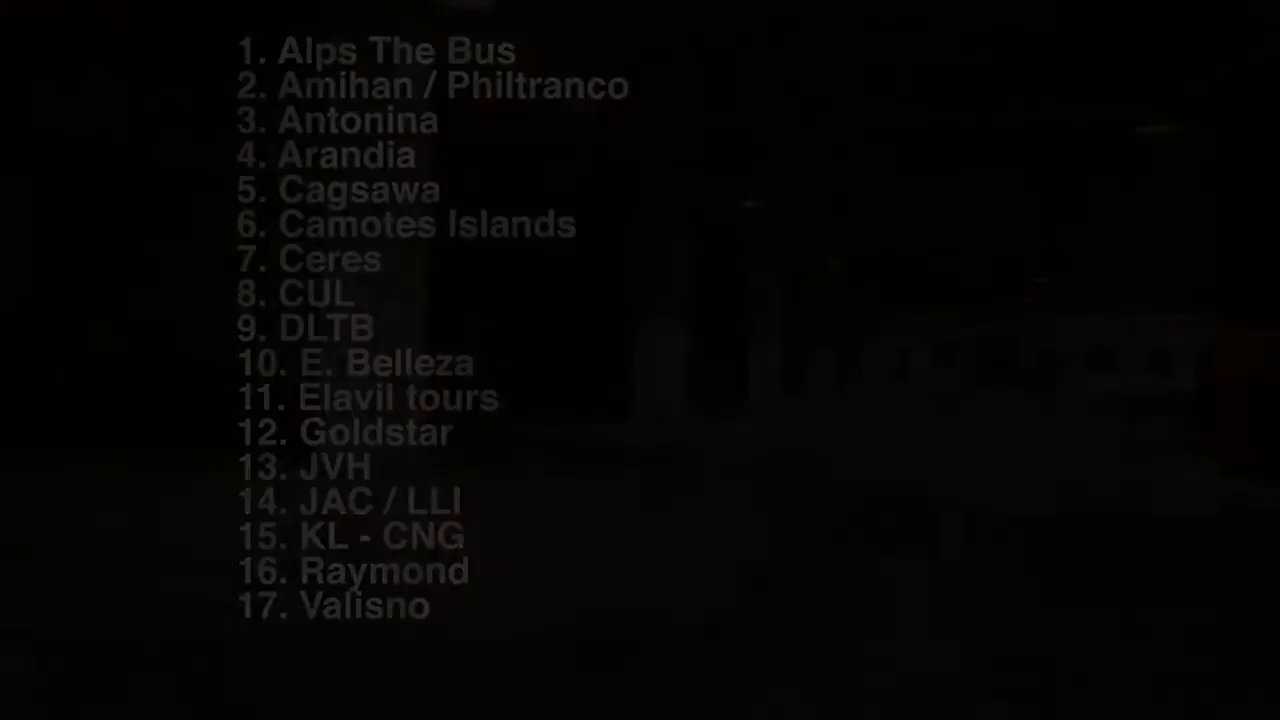 1. Alps The Bus
2. Amihan / Philtranco
3. Antonina
4. Arandia
5. Cagsawa
6. Camotes Islands
7. Ceres
8. CUL
9. DLTB
10. E. Belleza
11. Elavil tours
12. Goldstar
13. JVH
14. JAC / LLI
15. KL - CNG
16. Raymond
17. Valisno